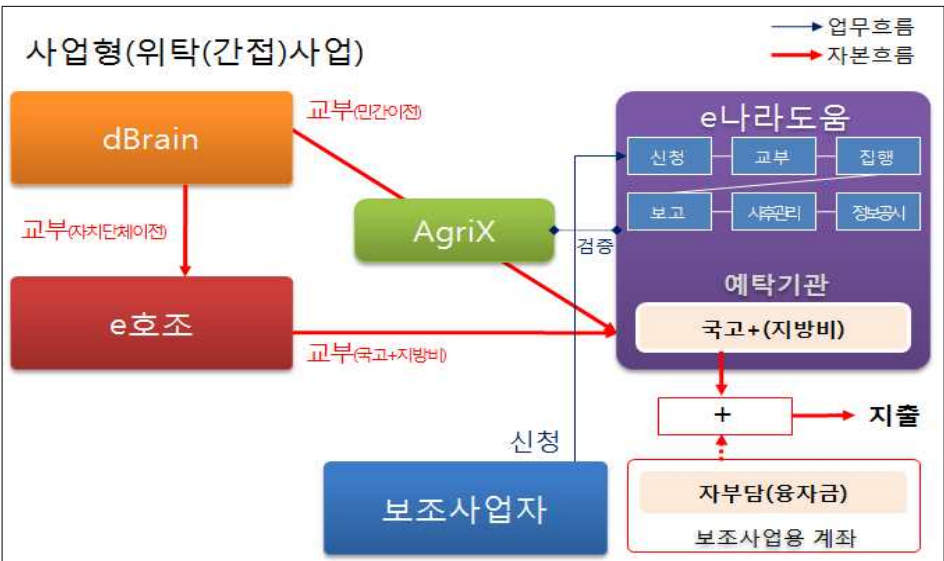 사업형(위탁(간접)사업)
업무흐름
자본흐름
dBrain
교부(민간이전)
e나라도움
신청
교부
집행
보고
사후관리
정보공시
AgriX
검증
교부(자치단체이전)
예탁기관
국고+(지방비)
e호조
교부(국고+지방비)
+
지출
신청
보조사업자
자부담(융자금)
보조사업용 계좌